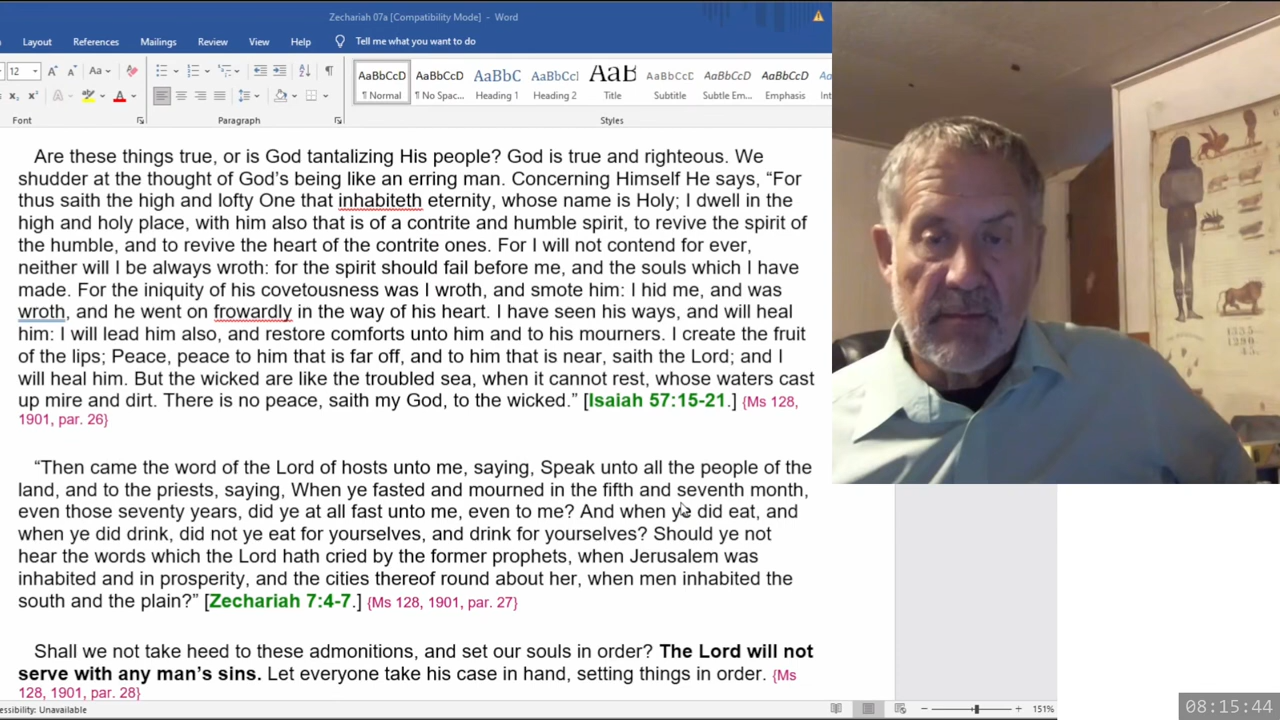 Zechariah 07a [Compatibility Mode] - Word
Layout References Mailings Review View Help Tell me what you want to do
12 Aa
AaBbCcD AaBbCcD AaBbC AaBbCcI AaB AaBbCcD AaBbCcD AaBbCcD
¶ Normal ¶ No Spac... Heading 1 Heading 2 Title Subtitle Subtle Em... Emphasis
Font Paragraph Styles
Are these things true, or is God tantalizing His people? God is true and righteous. We
shudder at the thought of God's being like an erring man. Concerning Himself He says, “For
thus saith the high and lofty One that inhabiteth eternity, whose name is Holy; I dwell in the
high and holy place, with him also that is of a contrite and humble spirit, to revive the spirit of
the humble, and to revive the heart of the contrite ones. For I will not contend for ever,
neither will I be always wroth: for the spirit should fail before me, and the souls which I have
made. For the iniquity of his covetousness was I wroth, and smote him: I hid me, and was
wroth, and he went on frowardly in the way of his heart. I have seen his ways, and will heal
him: I will lead him also, and restore comforts unto him and to his mourners. I create the fruit
of the lips; Peace, peace to him that is far off, and to him that is near, saith the Lord; and I
will heal him. But the wicked are like the troubled sea, when it cannot rest, whose waters cast
up mire and dirt. There is no peace, saith my God, to the wicked.” [Isaiah 57:15-21.] {Ms 128,
1901, par. 26}
“Then came the word of the Lord of hosts unto me, saying, Speak unto all the people of the
land, and to the priests, saying, When ye fasted and mourned in the fifth and seventh month,
even those seventy years, did ye at all fast unto me, even to me? And when ye did eat, and
when ye did drink, did not ye eat for yourselves, and drink for yourselves? Should ye not
hear the words which the Lord hath cried by the former prophets, when Jerusalem was
inhabited and in prosperity, and the cities thereof round about her, when men inhabited the
south and the plain?” [Zechariah 7:4-7.] {Ms 128, 1901, par. 27}
Shall we not take heed to these admonitions, and set our souls in order? The Lord will not
serve with any man's sins. Let everyone take his case in hand, setting things in order. {Ms
128, 1901, par. 28}
ssibility: Unavailable 151%
1335
1290
45
08:15:44